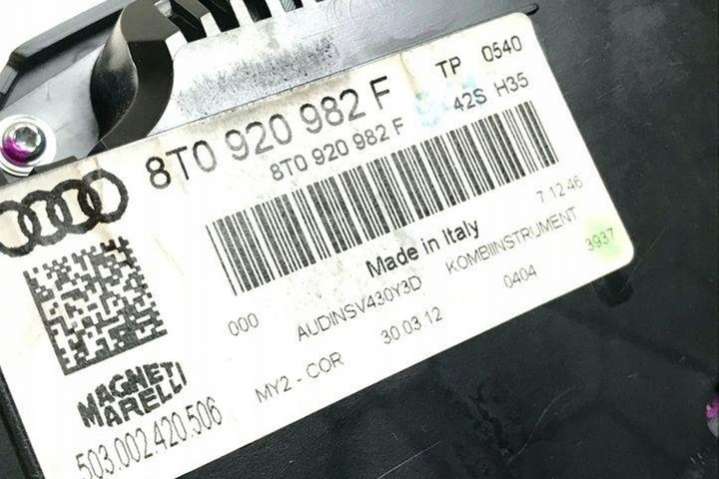 8T0 920 982 F
TP 0540
8T0 920 982 F
42S H35
Made in Italy
7 12:46
000 AUDINSV430Y3D KOMBIINSTRUMENT 3937
MY2 - COR 30 03 12 0404
MAGNETI
MARELLI
503.002.420.506